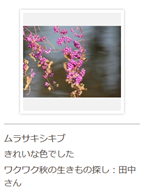 ムラサキシキブ
きれいな色でした
ワクワク秋の生きもの探し：田中
さん